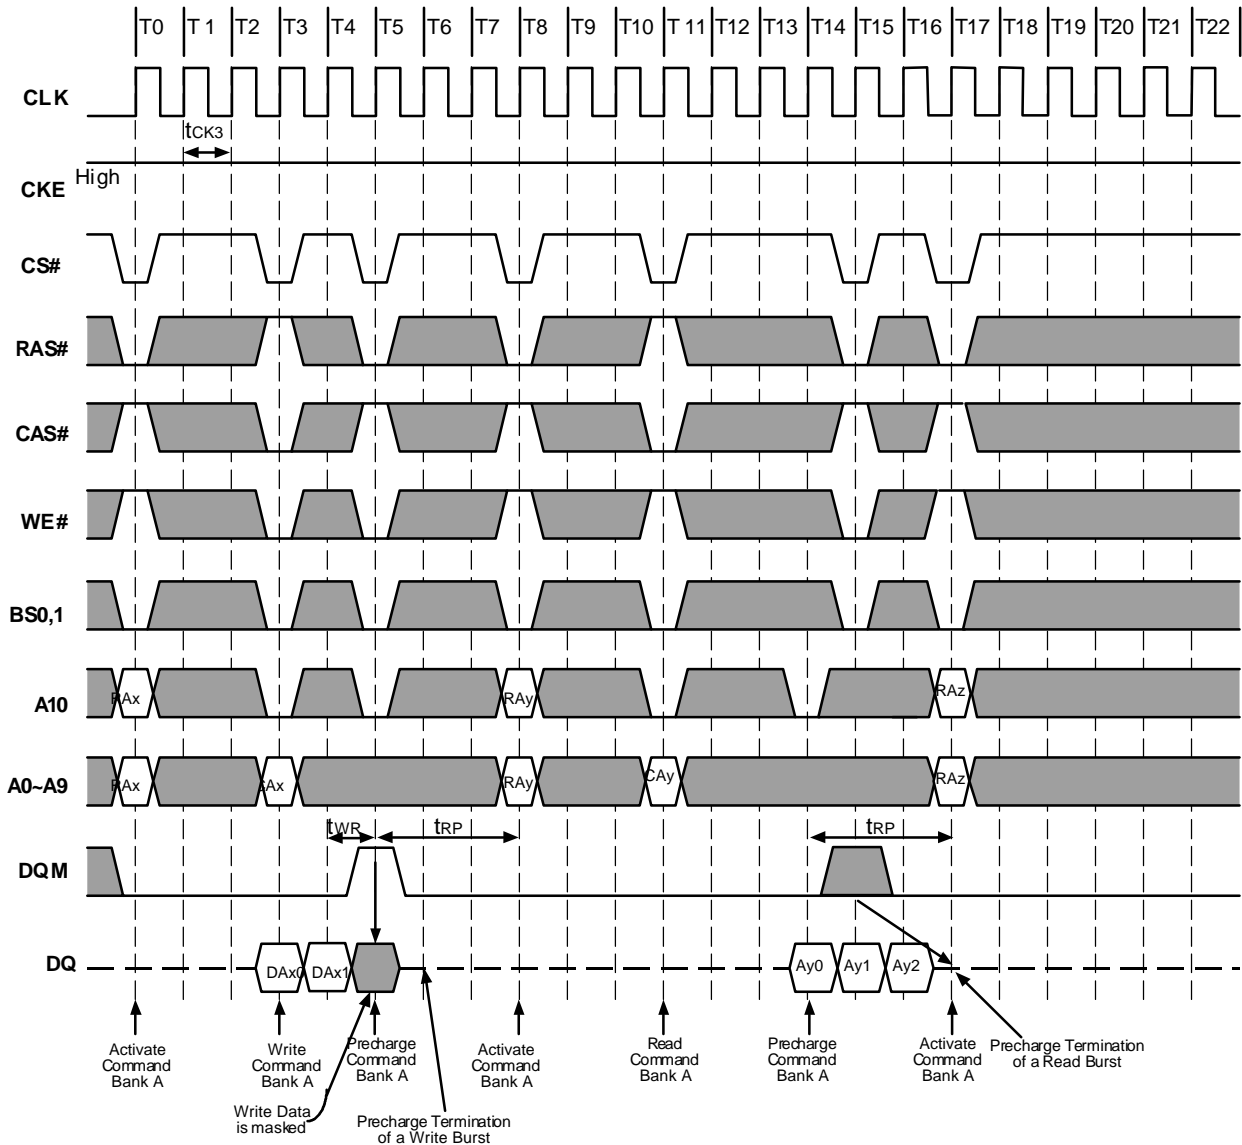 T0 T 1 T2 T3 T4 T5 T6 T7 T8 T9 T10 T 11 T12 T13 T14 T15 T16 T17 T18 T19 T20 T21 T22
CLK
tCK3
High
CKE
CS#
RAS#
CAS#
WE#
BS0,1
A10
RAx RAy RAz
A0~A9
RAx CAx RAy CAy RAz
tWR tRP tRP
DQM
DQ
DAx0 DAx1 Ay0 Ay1 Ay2
Activate
Command
Bank A
Write
Command
Bank A
Precharge
Command
Bank A
Activate
Command
Bank A
Read
Command
Bank A
Precharge
Command
Bank A
Activate
Command
Bank A
Precharge Termination
of a Read Burst
Write Data
is masked
Precharge Termination
of a Write Burst